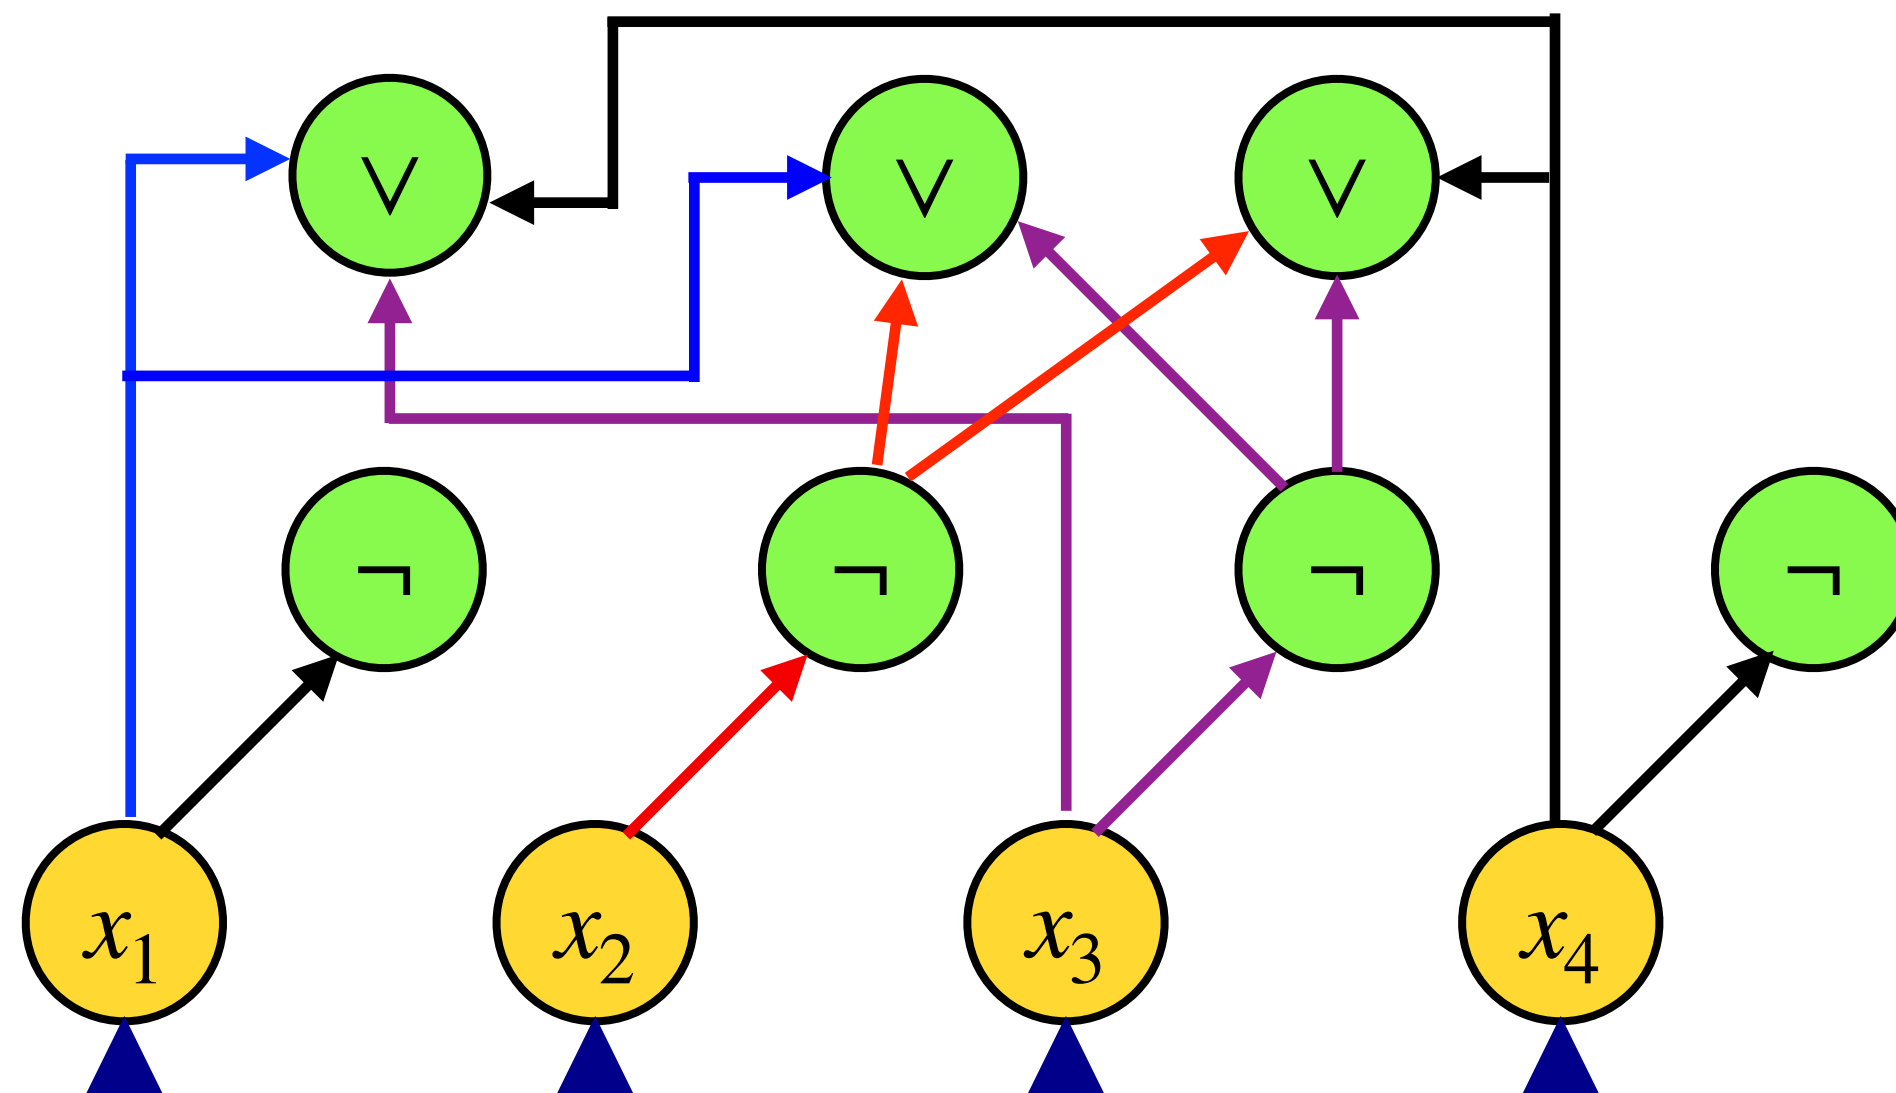 ∨ ∨ ∨
¬ ¬ ¬ ¬
x₁ x₂ x₃ x₄